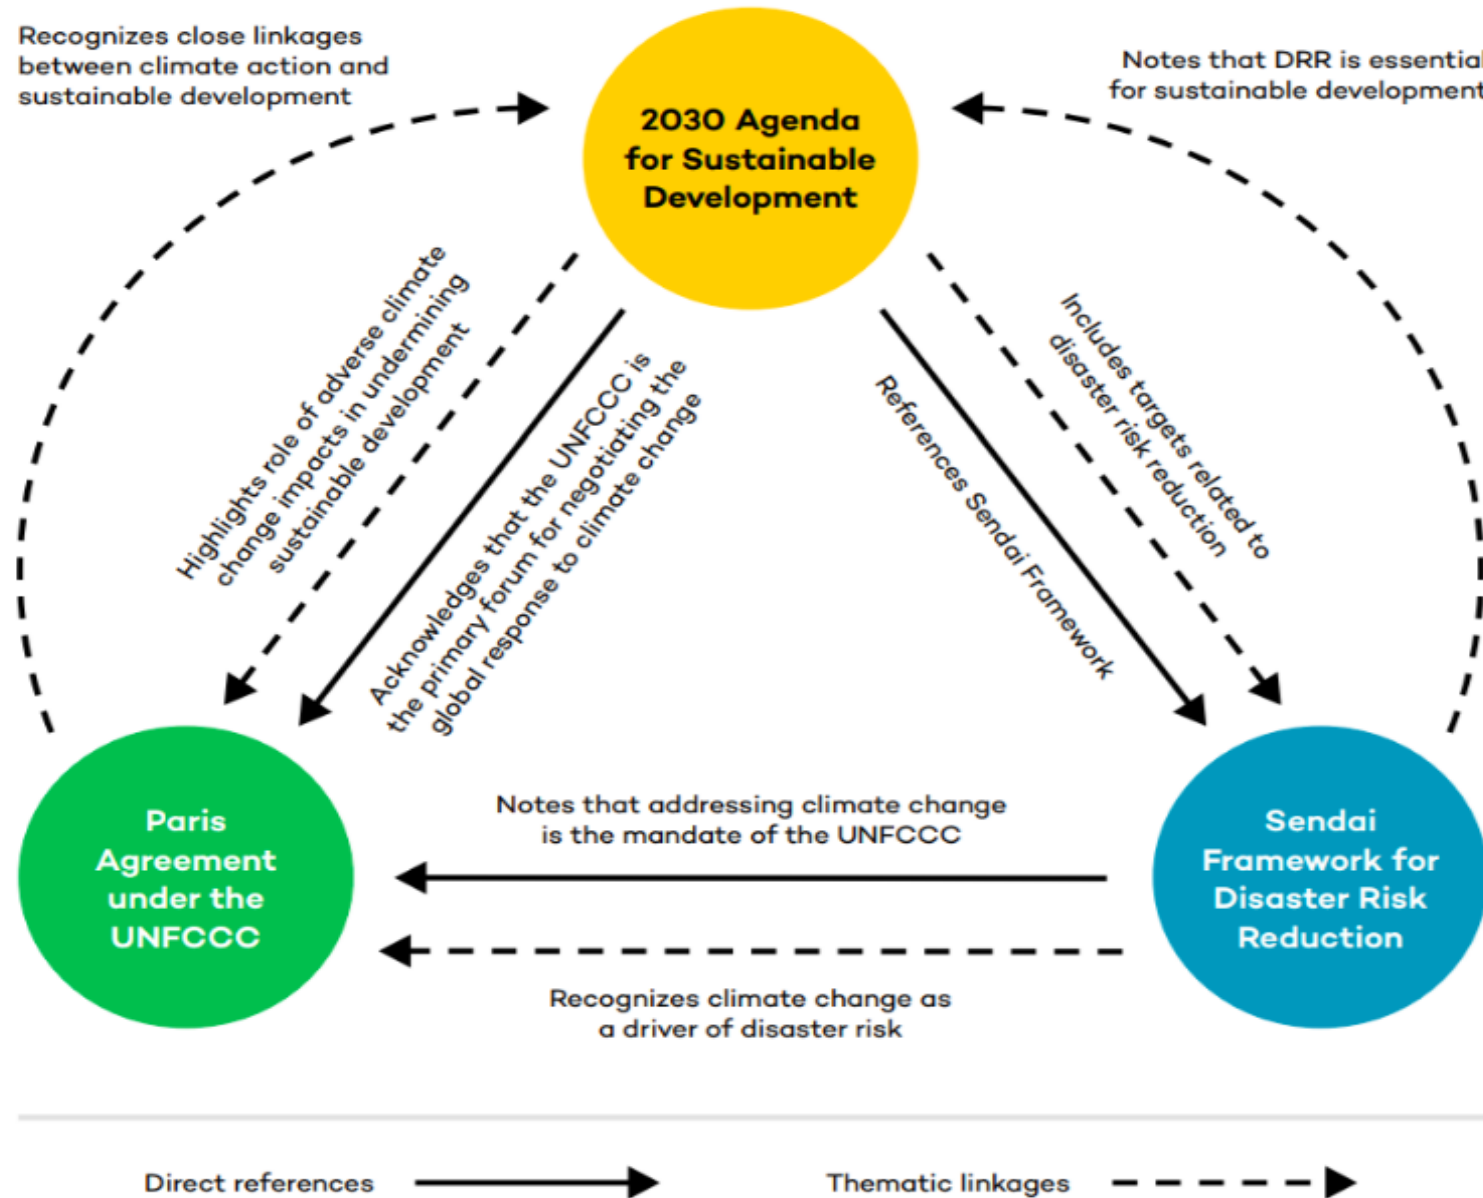 Recognizes close linkages
between climate action and
sustainable development
Notes that DRR is essential
for sustainable development
2030 Agenda
for Sustainable
Development
Highlights role of adverse climate
change impacts in undermining
sustainable development
Acknowledges that the UNFCCC is
the primary forum for negotiating the
global response to climate change
References Sendai Framework
Includes targets related to
disaster risk reduction
Paris
Agreement
under the
UNFCCC
Notes that addressing climate change
is the mandate of the UNFCCC
Recognizes climate change as
a driver of disaster risk
Sendai
Framework for
Disaster Risk
Reduction
Direct references
Thematic linkages